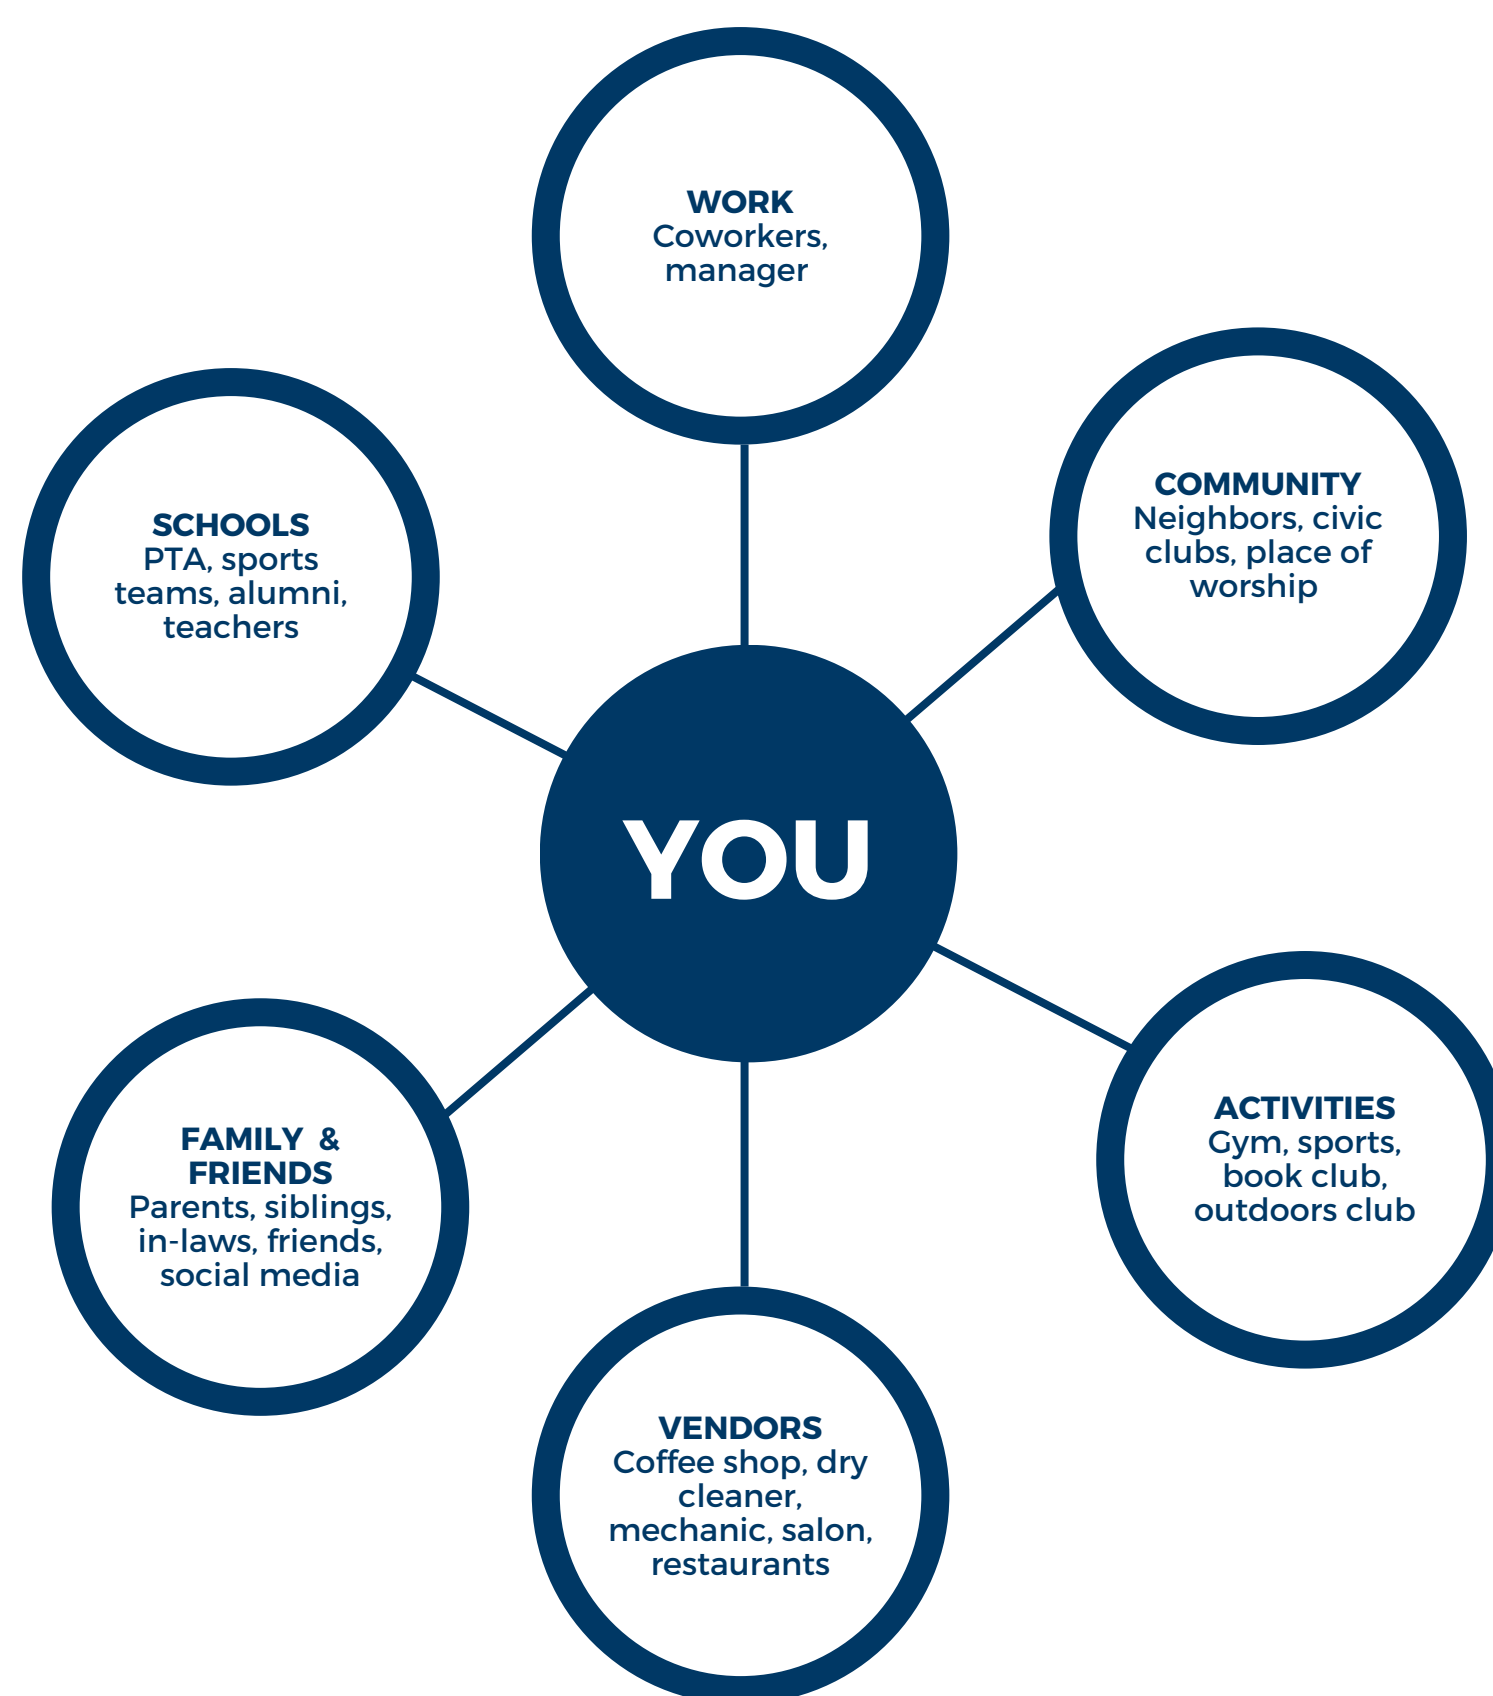 WORK
Coworkers,
manager
COMMUNITY
Neighbors, civic
clubs, place of
worship
SCHOOLS
PTA, sports
teams, alumni,
teachers
YOU
ACTIVITIES
Gym, sports,
book club,
outdoors club
FAMILY &
FRIENDS
Parents, siblings,
in-laws, friends,
social media
VENDORS
Coffee shop, dry
cleaner,
mechanic, salon,
restaurants